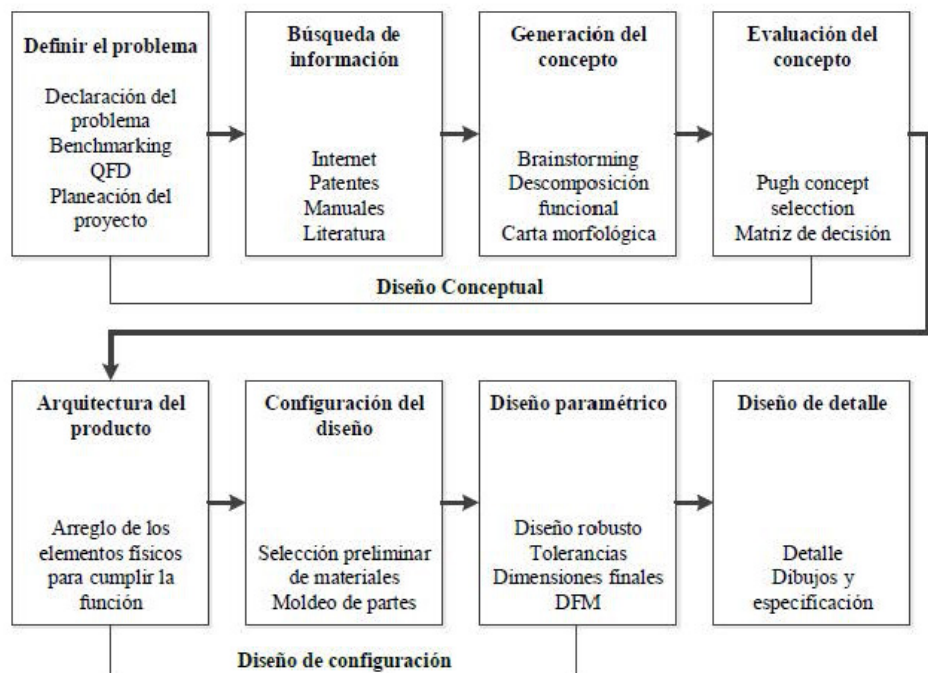 Definir el problema
Declaración del
problema
Benchmarking
QFD
Planeación del
proyecto
Búsqueda de
información
Internet
Patentes
Manuales
Literatura
Generación del
concepto
Brainstorming
Descomposición
funcional
Carta morfológica
Evaluación del
concepto
Pugh concept
selecction
Matriz de decisión
Diseño Conceptual
Arquitectura del
producto
Arreglo de los
elementos físicos
para cumplir la
función
Configuración del
diseño
Selección preliminar
de materiales
Moldeo de partes
Diseño paramétrico
Diseño robusto
Tolerancias
Dimensiones finales
DFM
Diseño de detalle
Detalle
Dibujos y
especificación
Diseño de configuración